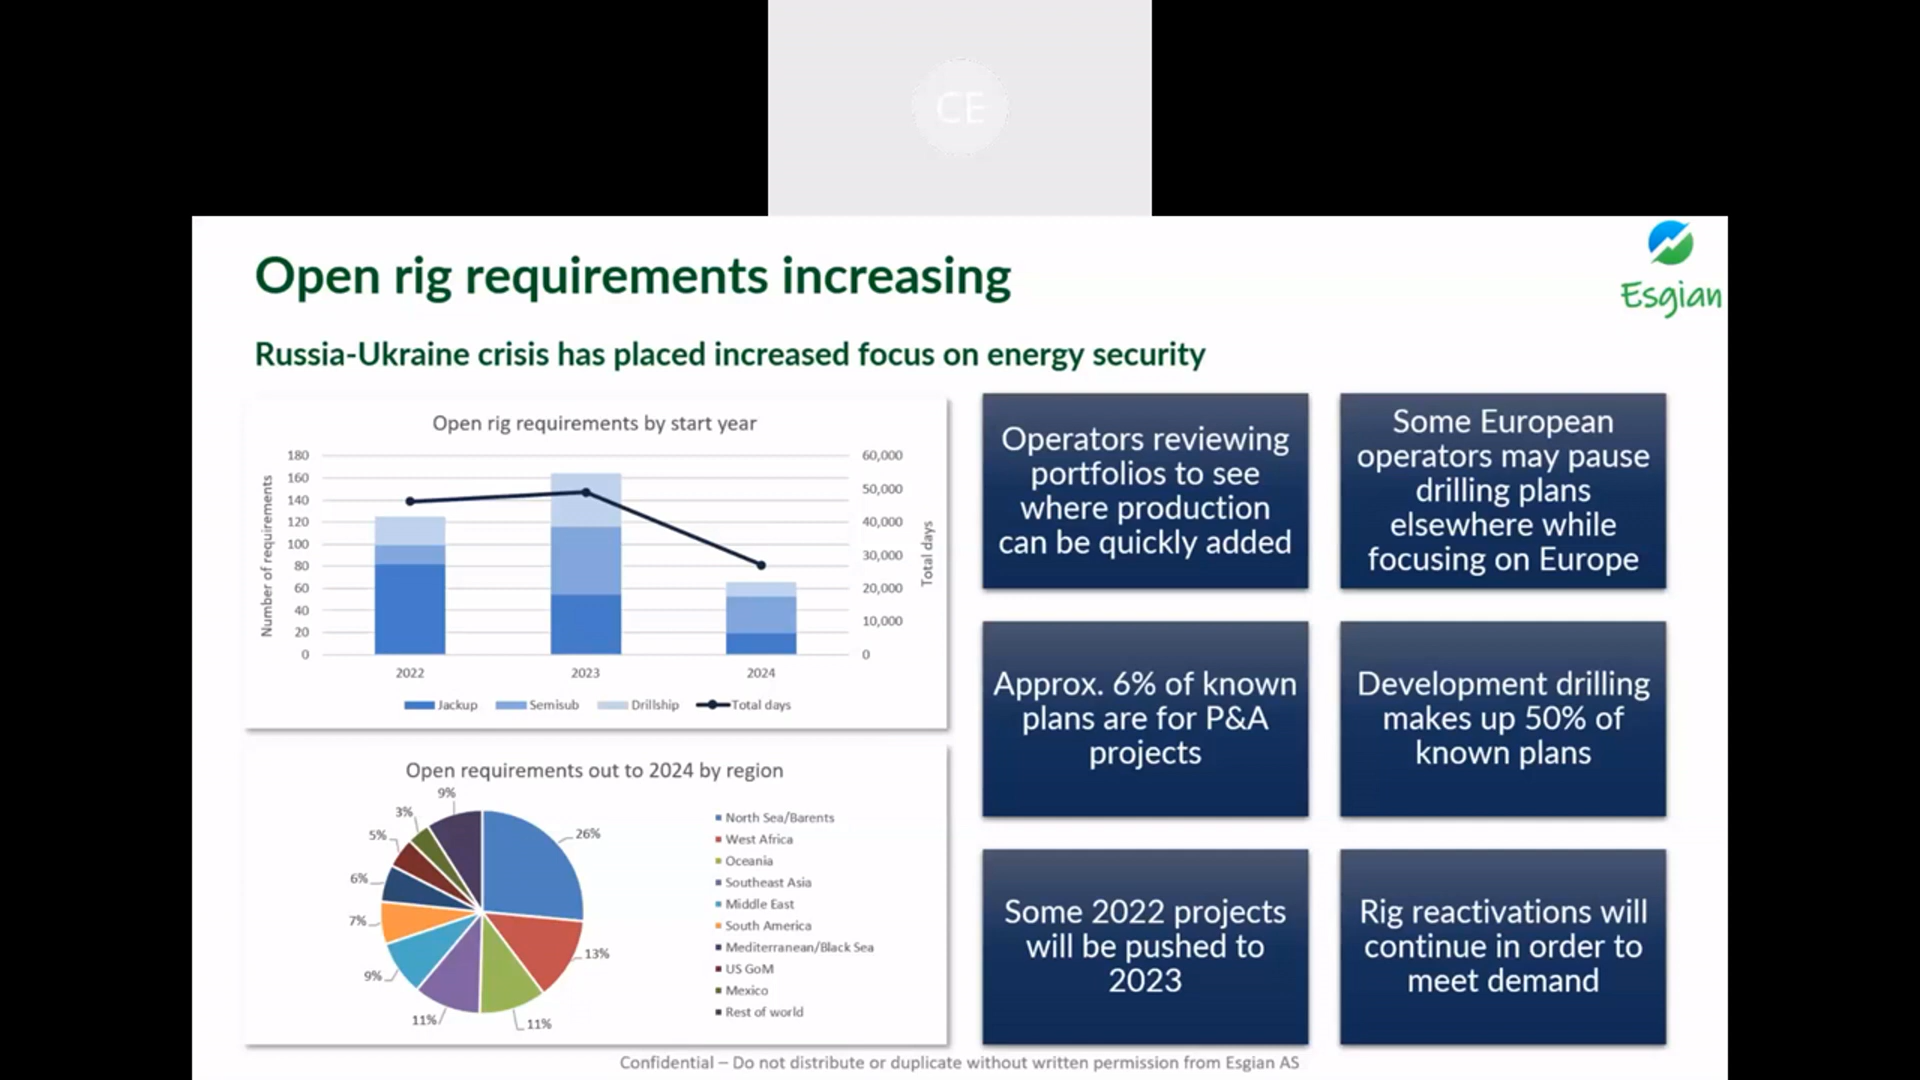 CE
Esgian
Open rig requirements increasing
Russia-Ukraine crisis has placed increased focus on energy security
Open rig requirements by start year
Number of requirements
180
160
140
120
100
80
60
40
20
0
60,000
50,000
40,000
30,000
20,000
10,000
0
Total days
2022 2023 2024
Jackup Semisub Drillship Total days
Open requirements out to 2024 by region
26%
13%
11%
11%
9%
7%
6%
5%
3%
9%
North Sea/Barents
West Africa
Oceania
Southeast Asia
Middle East
South America
Mediterranean/Black Sea
US GoM
Mexico
Rest of world
Operators reviewing
portfolios to see
where production
can be quickly added
Some European
operators may pause
drilling plans
elsewhere while
focusing on Europe
Approx. 6% of known
plans are for P&A
projects
Development drilling
makes up 50% of
known plans
Some 2022 projects
will be pushed to
2023
Rig reactivations will
continue in order to
meet demand
Confidential – Do not distribute or duplicate without written permission from Esgian AS